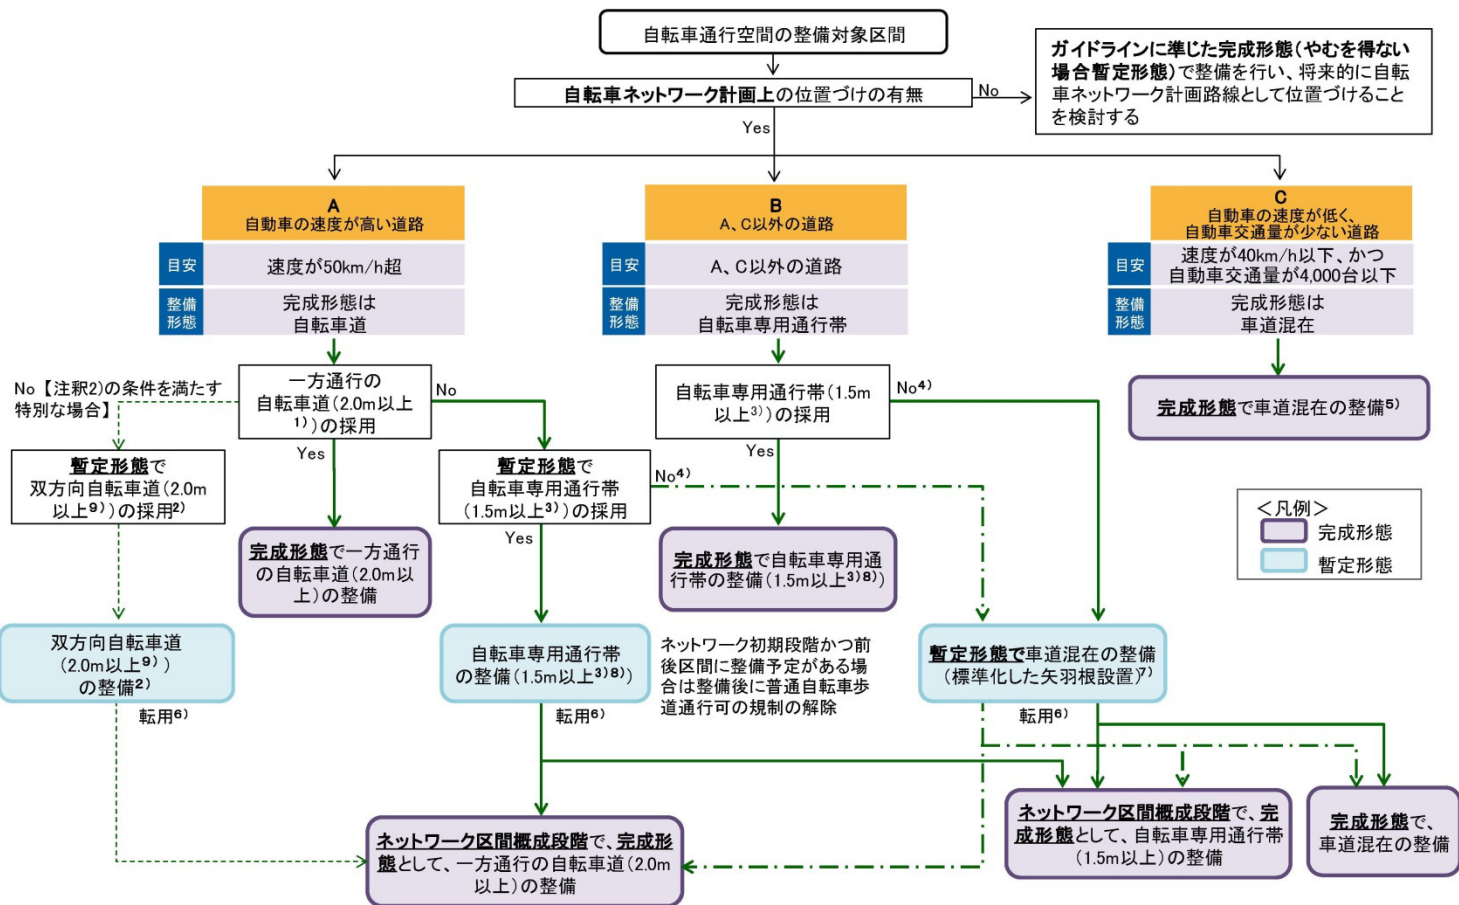 自転車通行空間の整備対象区間
ガイドラインに準じた完成形態(やむを得ない
場合暫定形態)で整備を行い、将来的に自転
車ネットワーク計画路線として位置づけること
を検討する
自転車ネットワーク計画上の位置づけの有無
No
Yes
A
自動車の速度が高い道路
目安
速度が50km/h超
整備
形態
完成形態は
自転車道
B
A、C以外の道路
目安
A、C以外の道路
整備
形態
完成形態は
自転車専用通行帯
C
自動車の速度が低く、
自動車交通量が少ない道路
目安
速度が40km/h以下、かつ
自動車交通量が4,000台以下
整備
形態
完成形態は
車道混在
No【注釈2)の条件を満たす
特別な場合】
一方通行の
自転車道(2.0m以上
1))の採用
No
Yes
自転車専用通行帯(1.5m
以上3))の採用
No4)
Yes
完成形態で車道混在の整備5)
暫定形態で
双方向自転車道(2.0m
以上9))の採用2)
暫定形態で
自転車専用通行帯
(1.5m以上3))の採用
No4)
Yes
<凡例>
完成形態
暫定形態
完成形態で一方通行
の自転車道(2.0m以
上)の整備
完成形態で自転車専用通
行帯の整備(1.5m以上3)8))
双方向自転車道
(2.0m以上9))
の整備2)
転用6)
自転車専用通行帯
の整備(1.5m以上3)8))
転用6)
ネットワーク初期段階かつ前
後区間に整備予定がある場
合は整備後に普通自転車歩
道通行可の規制の解除
暫定形態で車道混在の整備
(標準化した矢羽根設置)7)
転用6)
ネットワーク区間概成段階で、完成形
態として、一方通行の自転車道(2.0m
以上)の整備
ネットワーク区間概成段階で、完
成形態として、自転車専用通行帯
(1.5m以上)の整備
完成形態で、
車道混在の整備